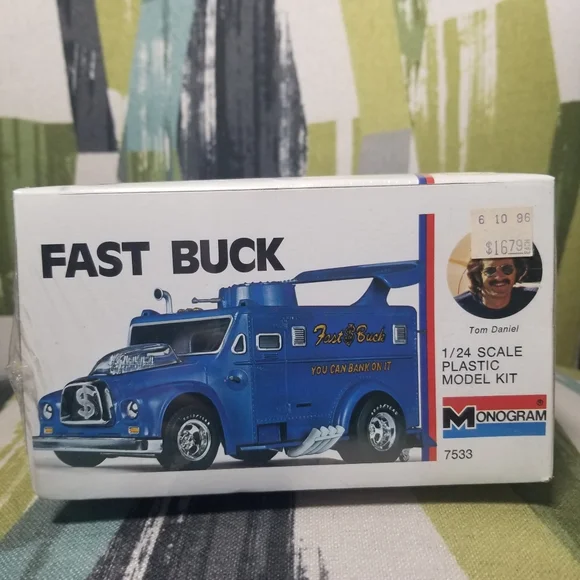 FAST BUCK
6 10 96
$16.79
Tom Daniel
Fast Buck
YOU CAN BANK ON IT
$
1/24 SCALE
PLASTIC
MODEL KIT
MONOGRAM
7533